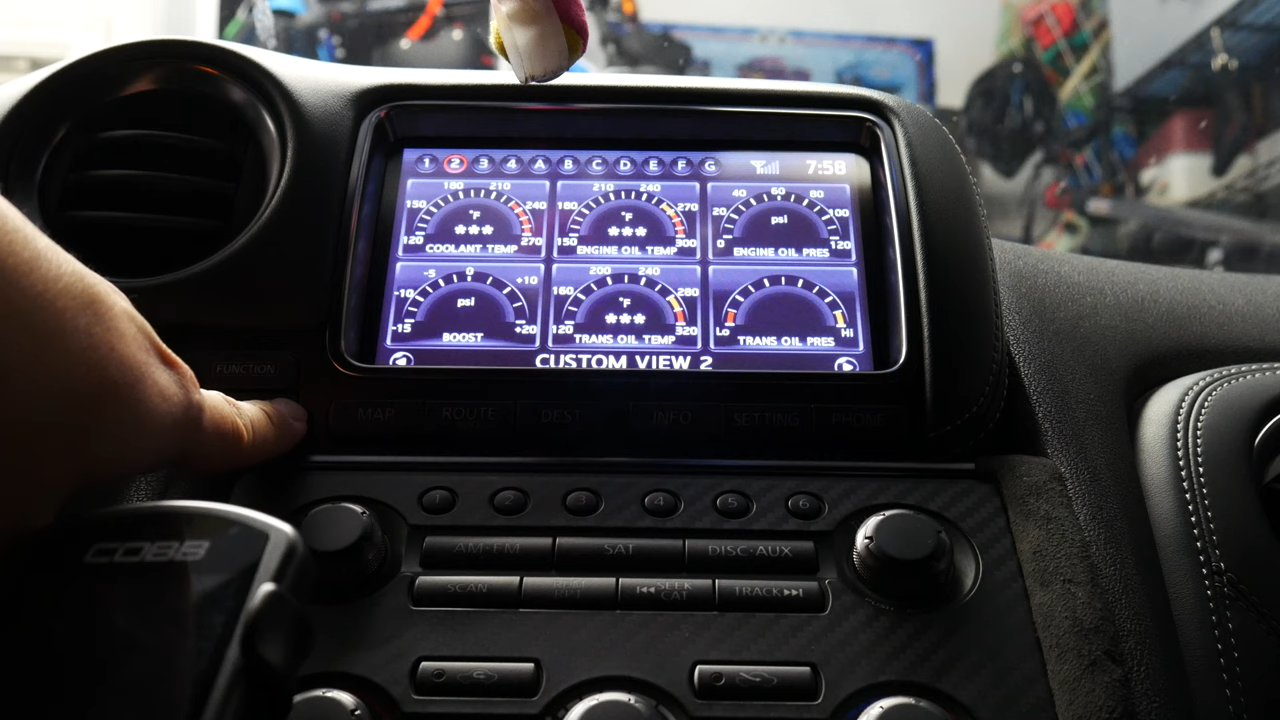 1 2 3 4 A B C D E F G 7:58
120 150 180 210 240 270 °F *** COOLANT TEMP
150 180 210 240 270 300 °F *** ENGINE OIL TEMP
0 20 40 60 80 100 120 psi ENGINE OIL PRES
-15 -10 -5 0 +10 +20 psi BOOST
120 160 200 240 280 320 °F *** TRANS OIL TEMP
Lo Hi TRANS OIL PRES
CUSTOM VIEW 2
FUNCTION
MAP ROUTE DEST INFO SETTING PHONE
1 2 3 4 5 6
AM·FM SAT DISC·AUX
SCAN SEEK CAT TRACK
COBB